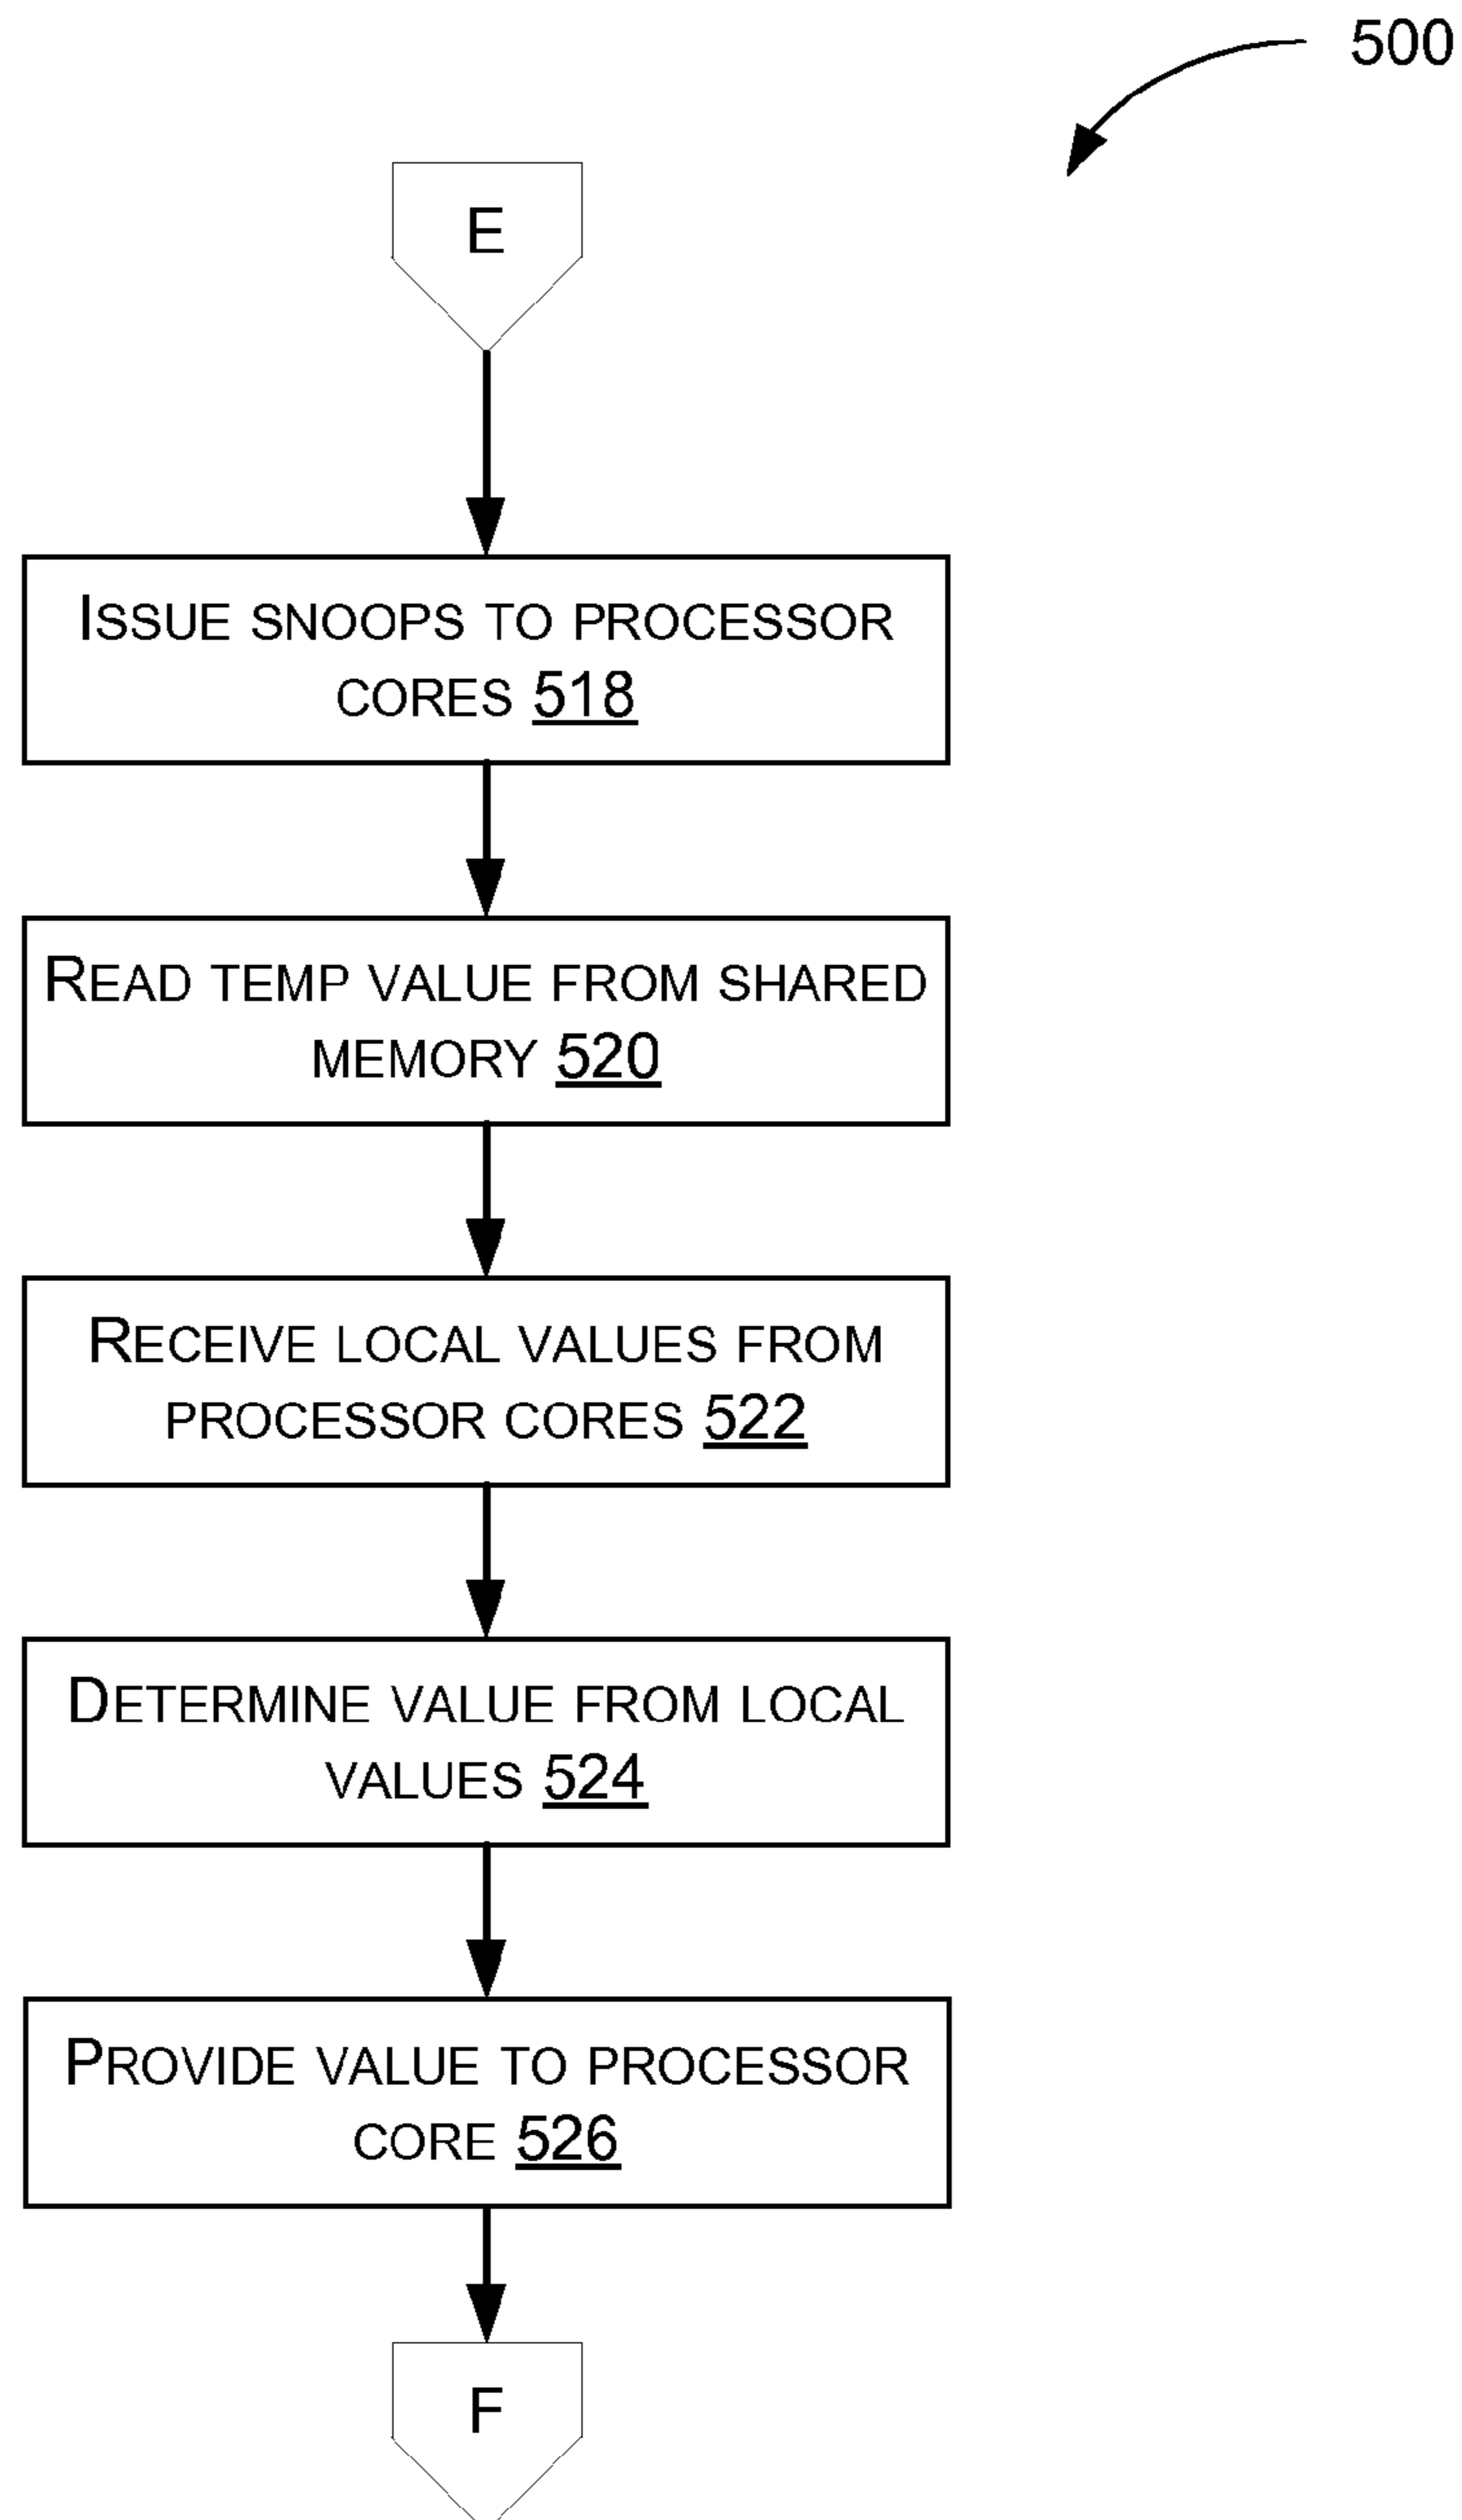 500
E
ISSUE SNOOPS TO PROCESSOR
CORES 518
READ TEMP VALUE FROM SHARED
MEMORY 520
RECEIVE LOCAL VALUES FROM
PROCESSOR CORES 522
DETERMINE VALUE FROM LOCAL
VALUES 524
PROVIDE VALUE TO PROCESSOR
CORE 526
F